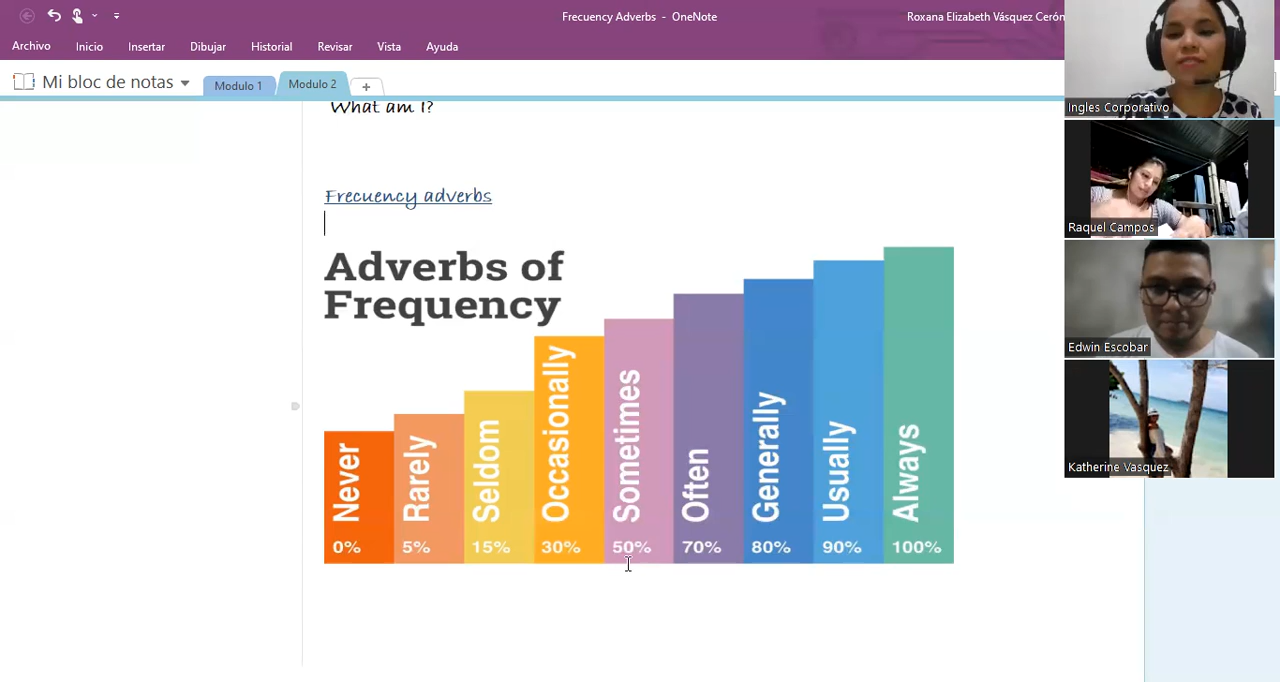 Frecuency Adverbs - OneNote
Roxana Elizabeth Vásquez Cerón
Archivo Inicio Insertar Dibujar Historial Revisar Vista Ayuda
Mi bloc de notas Modulo 1 Modulo 2 +
What am I?
Frecuency adverbs
Adverbs of
Frequency
Never
Rarely
Seldom
Occasionally
Sometimes
Often
Generally
Usually
Always
0% 5% 15% 30% 50% 70% 80% 90% 100%
Ingles Corporativo
Raquel Campos
Edwin Escobar
Katherine Vasquez